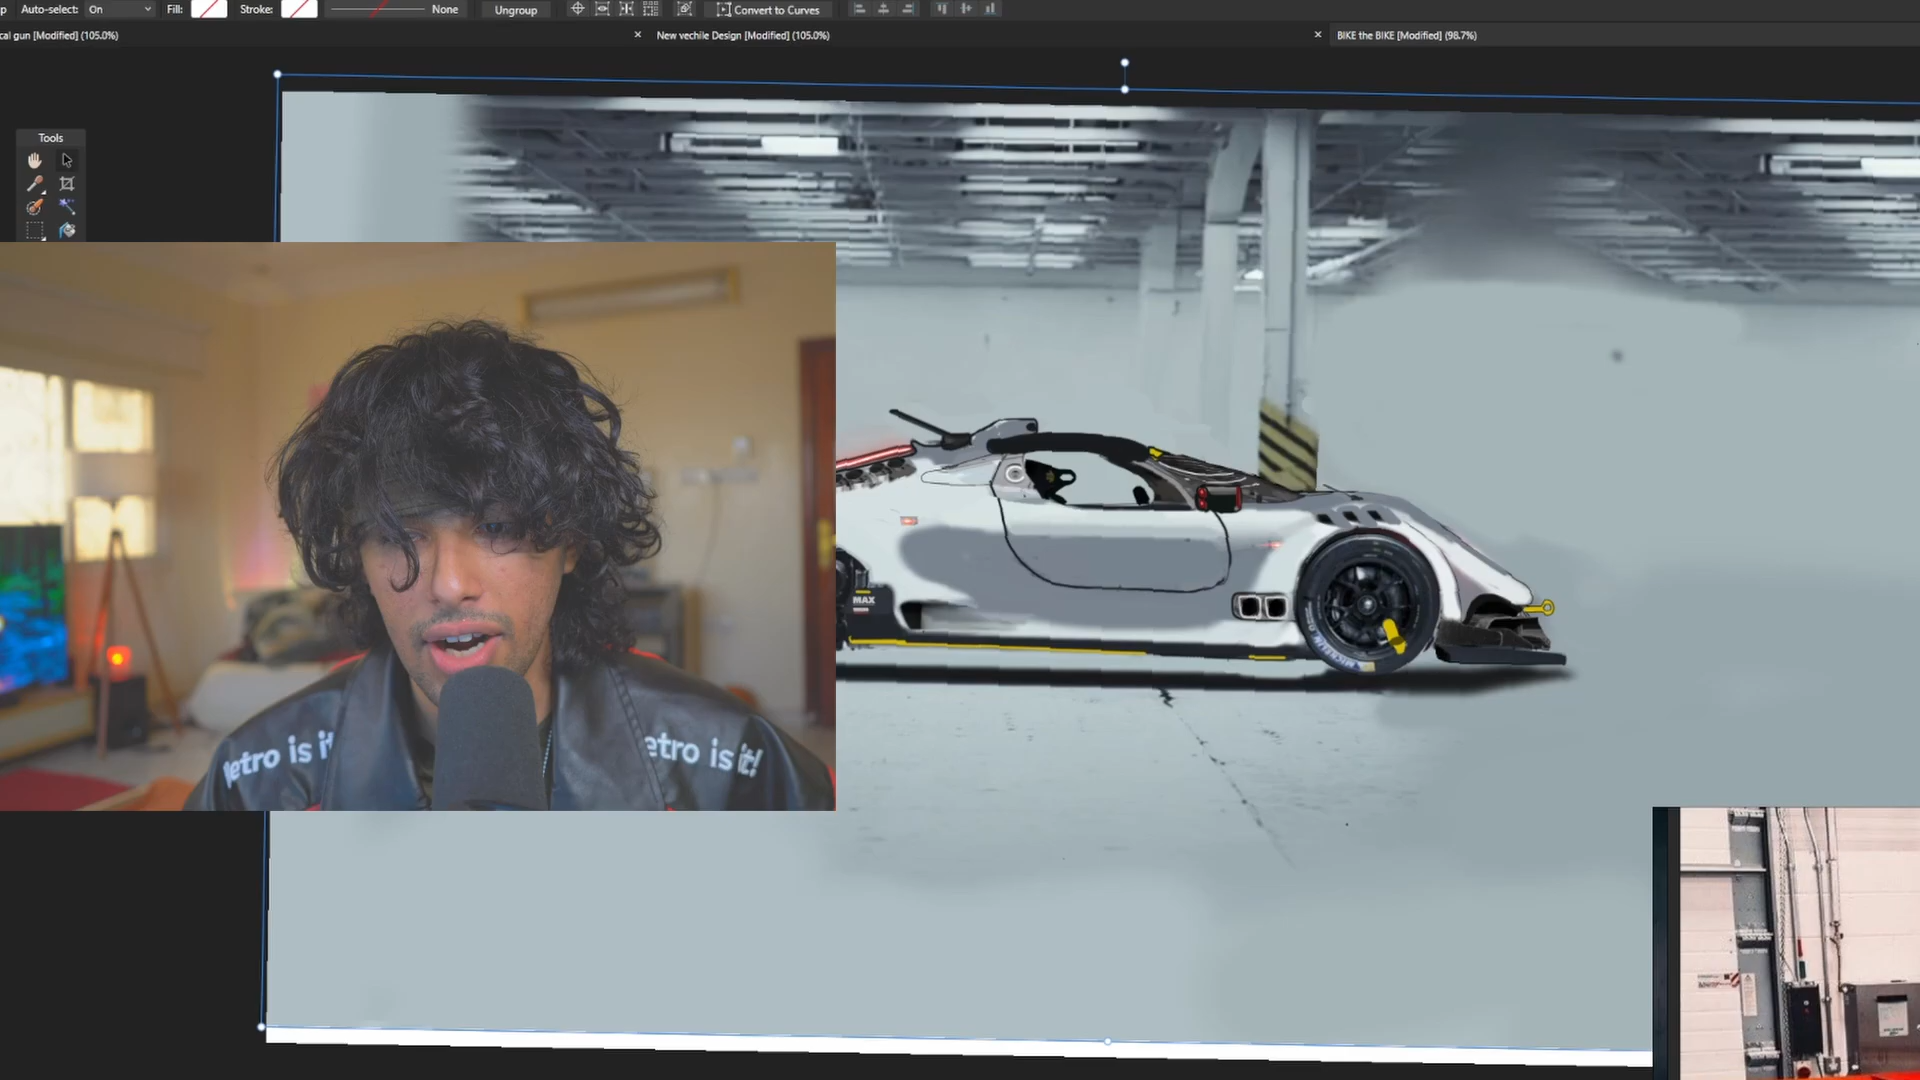 Auto-select: On Fill: Stroke: None Ungroup Convert to Curves
cal gun [Modified] (105.0%) New vechile Design [Modified] (105.0%) BIKE the BIKE [Modified] (98.7%)
Tools
MAX
etro is it
etro is it!